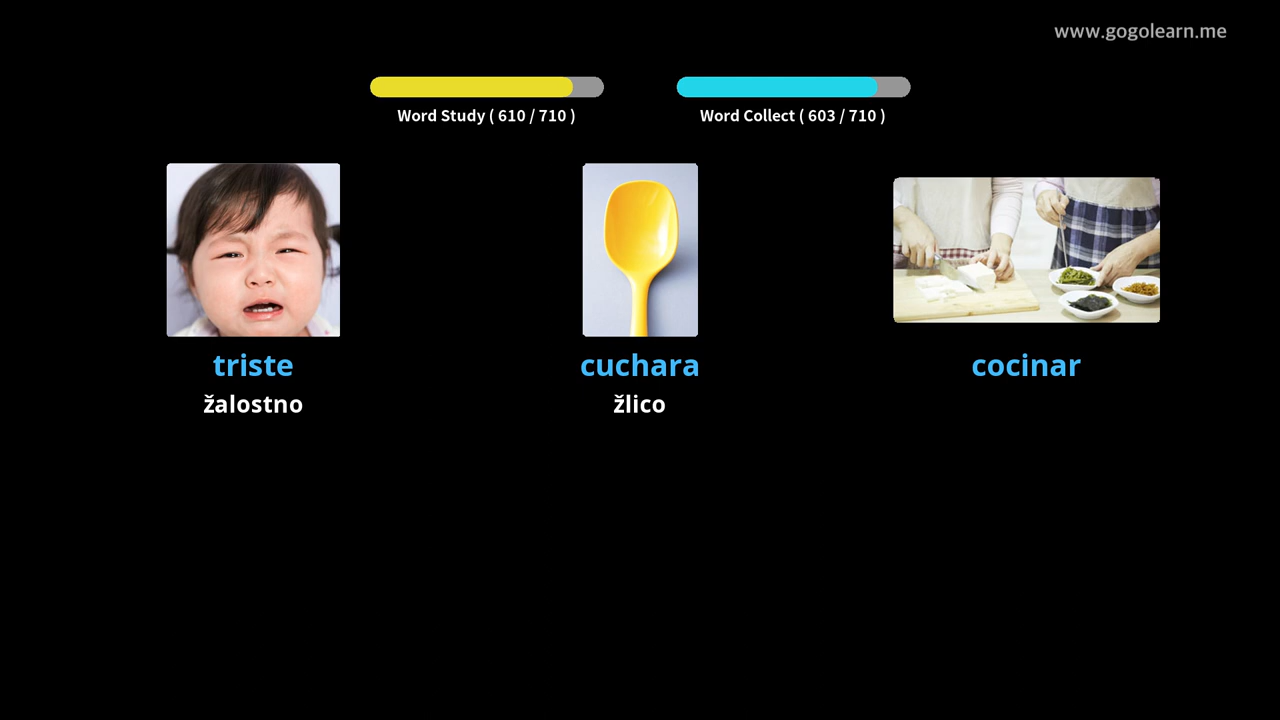 www.gogolearn.me
Word Study ( 610 / 710 )
Word Collect ( 603 / 710 )
triste
cuchara
cocinar
žalostno
žlico